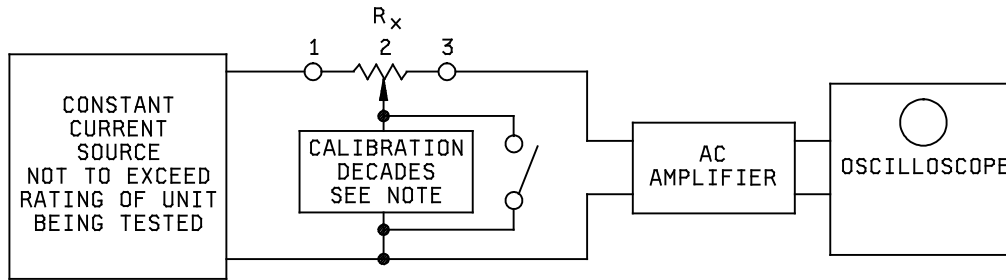 Rx
1 2 3
CONSTANT
CURRENT
SOURCE
NOT TO EXCEED
RATING OF UNIT
BEING TESTED
CALIBRATION
DECADES
SEE NOTE
AC
AMPLIFIER
OSCILLOSCOPE